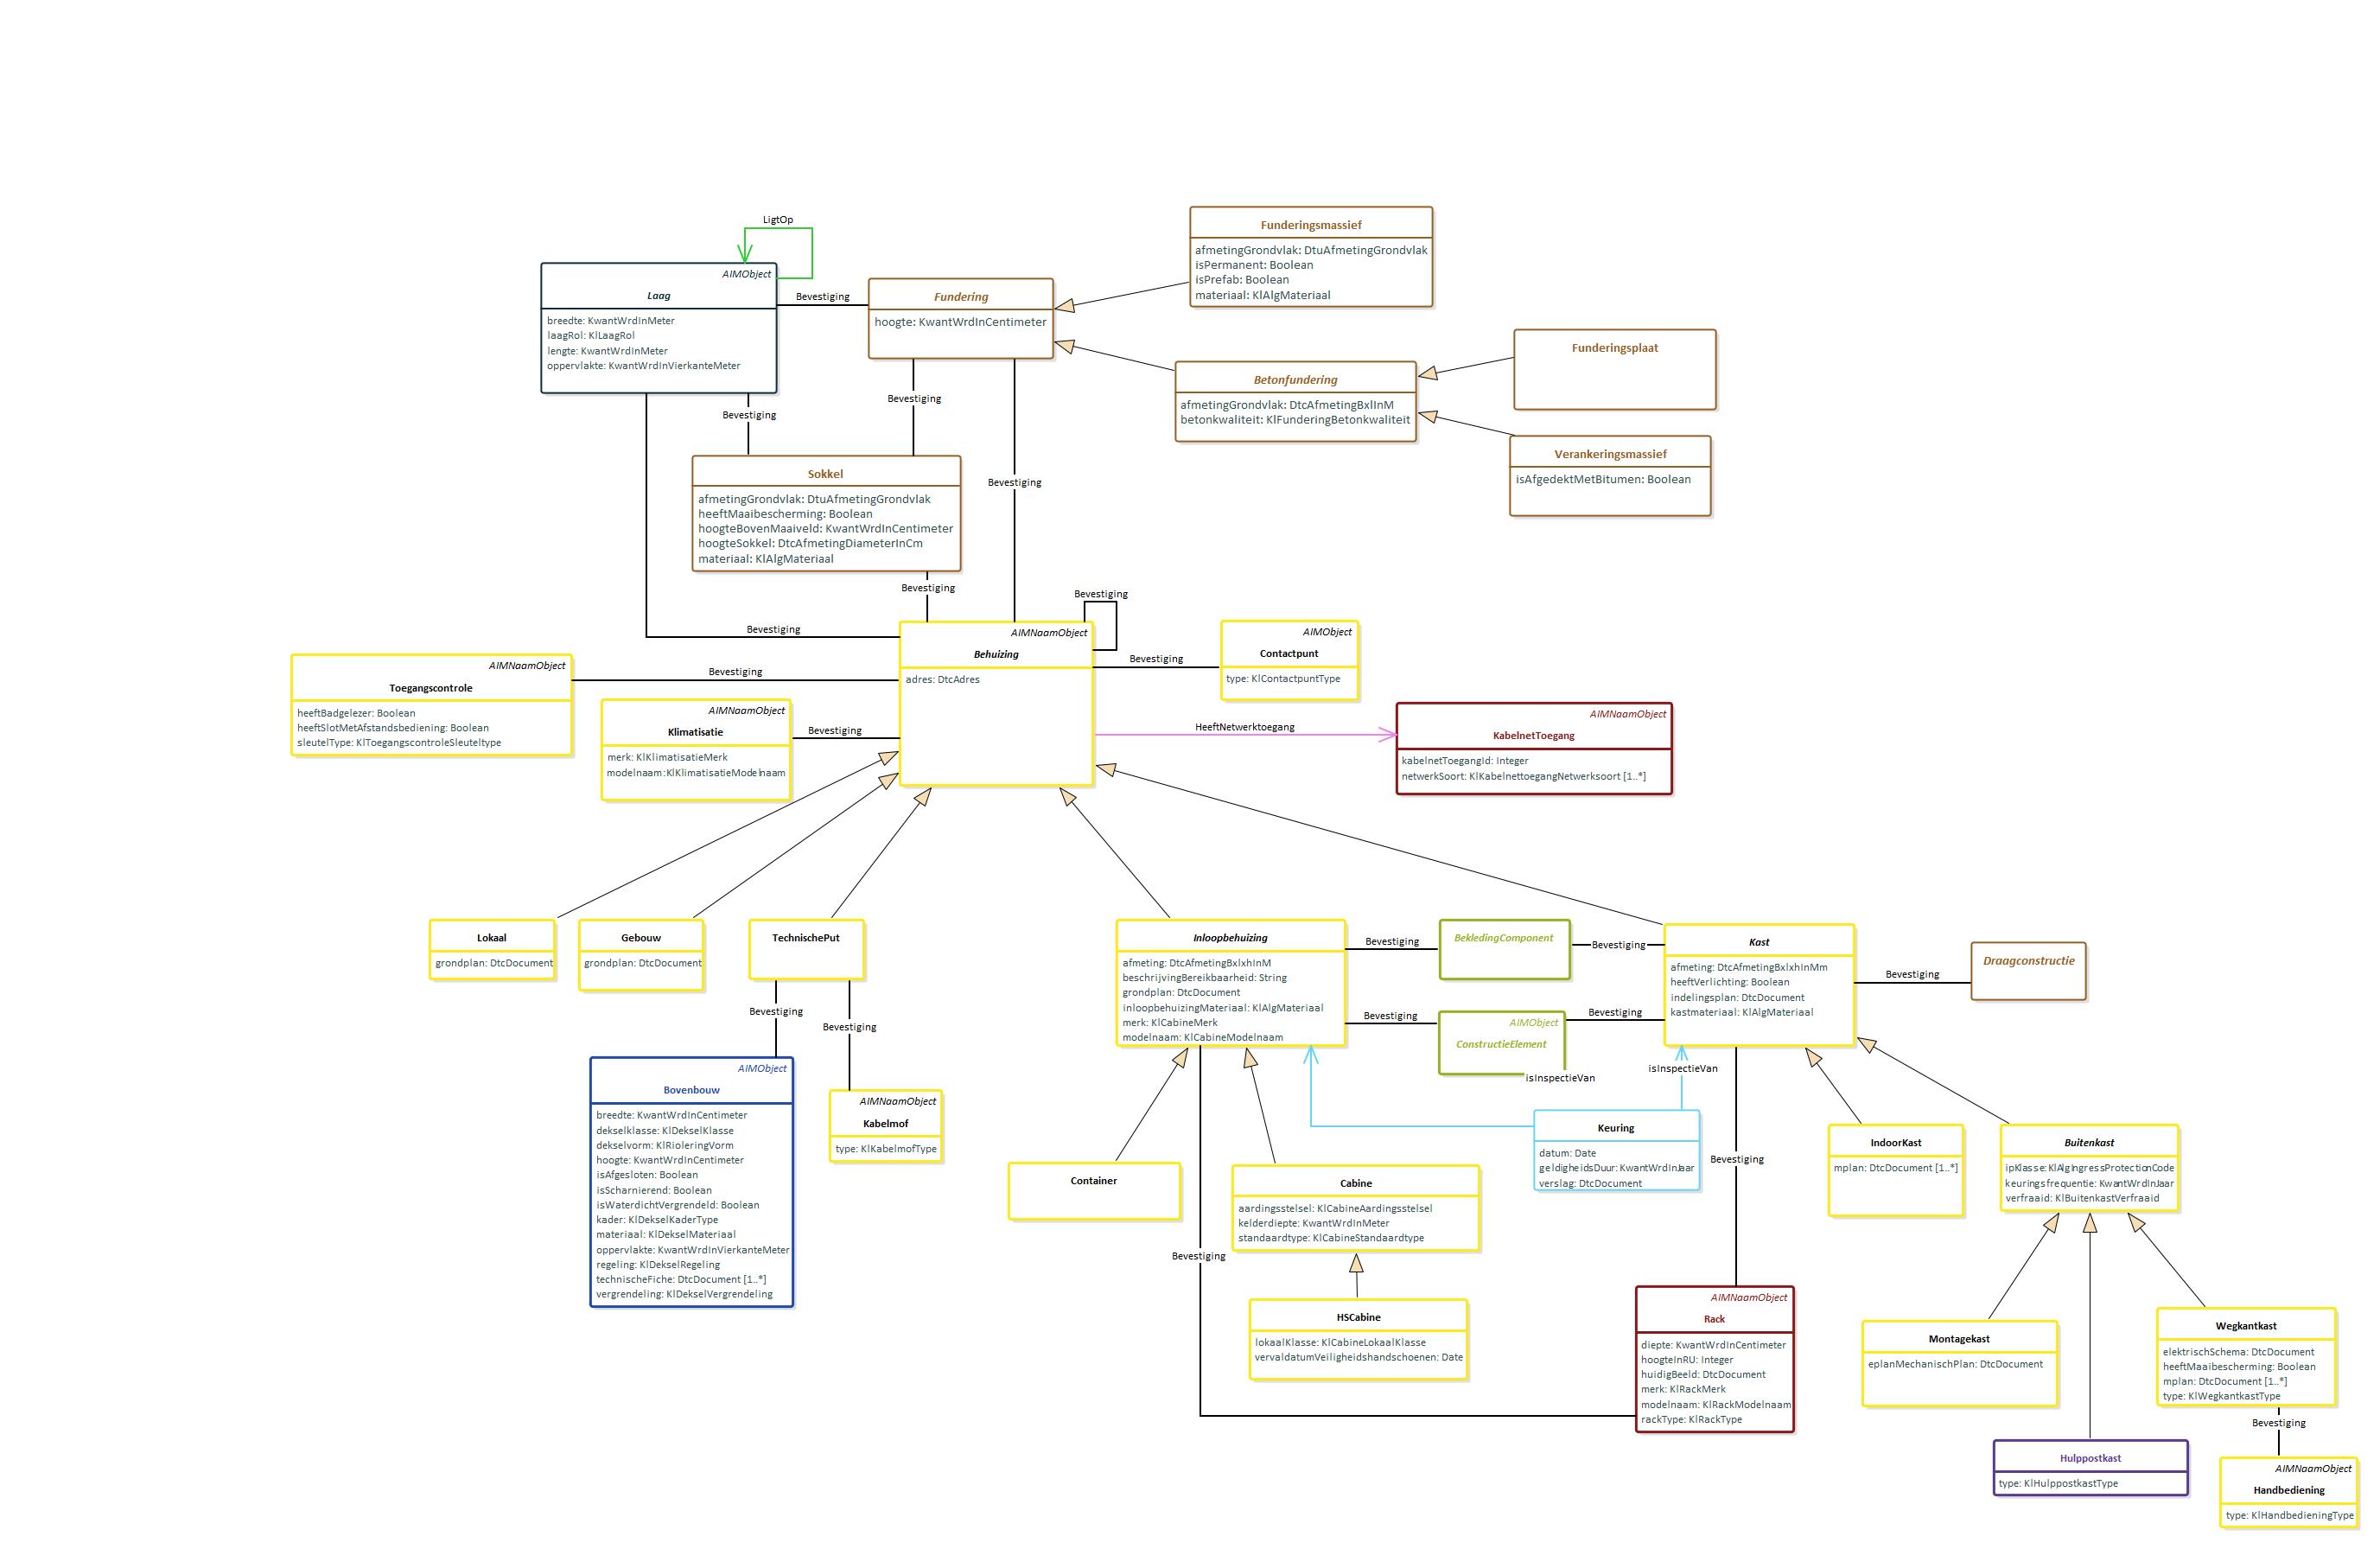 LigtOp
AIMObject
Laag
breedte: KwantWrdInMeter
laagRol: KlLaagRol
lengte: KwantWrdInMeter
oppervlakte: KwantWrdInVierkanteMeter
Bevestiging
Fundering
hoogte: KwantWrdInCentimeter
Funderingsmassief
afmetingGrondvlak: DtuAfmetingGrondvlak
isPermanent: Boolean
isPrefab: Boolean
materiaal: KlAlgMateriaal
Funderingsplaat
Betonfundering
afmetingGrondvlak: DtcAfmetingBxlInM
betonkwaliteit: KlFunderingBetonkwaliteit
Verankeringsmassief
isAfgedektMetBitumen: Boolean
Bevestiging
Bevestiging
Sokkel
afmetingGrondvlak: DtuAfmetingGrondvlak
heeftMaaibescherming: Boolean
hoogteBovenMaaiveld: KwantWrdInCentimeter
hoogteSokkel: DtcAfmetingDiameterInCm
materiaal: KlAlgMateriaal
Bevestiging
Bevestiging
Bevestiging
Bevestiging
AIMNaamObject
Behuizing
adres: DtcAdres
Bevestiging
AIMObject
Contactpunt
type: KlContactpuntType
AIMNaamObject
Toegangscontrole
heeftBadgelezer: Boolean
heeftSlotMetAfstandsbediening: Boolean
sleutelType: KlToegangscontroleSleuteltype
Bevestiging
AIMNaamObject
Klimatisatie
merk: KlKlimatisatieMerk
modelnaam:KlKlimatisatieModelnaam
Bevestiging
HeeftNetwerktoegang
AIMNaamObject
KabelnetToegang
kabelnetToegangId: Integer
netwerkSoort: KlKabelnettoegangNetwerksoort [1..*]
Lokaal
grondplan: DtcDocument
Gebouw
grondplan: DtcDocument
TechnischePut
Bevestiging
Bevestiging
AIMObject
Bovenbouw
breedte: KwantWrdInCentimeter
dekselklasse: KlDekselKlasse
dekselvorm: KlRioleringVorm
hoogte: KwantWrdInCentimeter
isAfgesloten: Boolean
isScharnierend: Boolean
isWaterdichtVergrendeld: Boolean
kader: KlDekselKaderType
materiaal: KlDekselMateriaal
oppervlakte: KwantWrdInVierkanteMeter
regeling: KlDekselRegeling
technischeFiche: DtcDocument [1..*]
vergrendeling: KlDekselVergrendeling
AIMNaamObject
Kabelmof
type: KlKabelmofType
Inloopbehuizing
afmeting: DtcAfmetingBxlxhInM
beschrijvingBereikbaarheid: String
grondplan: DtcDocument
inloopbehuizingMateriaal: KlAlgMateriaal
merk: KlCabineMerk
modelnaam: KlCabineModelnaam
Bevestiging
BekledingComponent
Bevestiging
Bevestiging
AIMObject
ConstructieElement
Bevestiging
Kast
afmeting: DtcAfmetingBxlxhInMm
heeftVerlichting: Boolean
indelingsplan: DtcDocument
kastmateriaal: KlAlgMateriaal
Bevestiging
Draagconstructie
isInspectieVan
isInspectieVan
Keuring
datum: Date
geldigheidsDuur: KwantWrdInJaar
verslag: DtcDocument
Container
Cabine
aardingsstelsel: KlCabineAardingsstelsel
kelderdiepte: KwantWrdInMeter
standaardtype: KlCabineStandaardtype
HSCabine
lokaalKlasse: KlCabineLokaalKlasse
vervaldatumVeiligheidshandschoenen: Date
Bevestiging
Bevestiging
AIMNaamObject
Rack
diepte: KwantWrdInCentimeter
hoogteInRU: Integer
huidigBeeld: DtcDocument
merk: KlRackMerk
modelnaam: KlRackModelnaam
rackType: KlRackType
IndoorKast
mplan: DtcDocument [1..*]
Buitenkast
ipKlasse: KlAlgIngressProtectionCode
keuringsfrequentie: KwantWrdInJaar
verfraaid: KlBuitenkastVerfraaid
Montagekast
eplanMechanischPlan: DtcDocument
Wegkantkast
elektrischSchema: DtcDocument
heeftMaaibescherming: Boolean
mplan: DtcDocument [1..*]
type: KlWegkantkastType
Bevestiging
Hulppostkast
type: KlHulppostkastType
AIMNaamObject
Handbediening
type: KlHandbedieningType